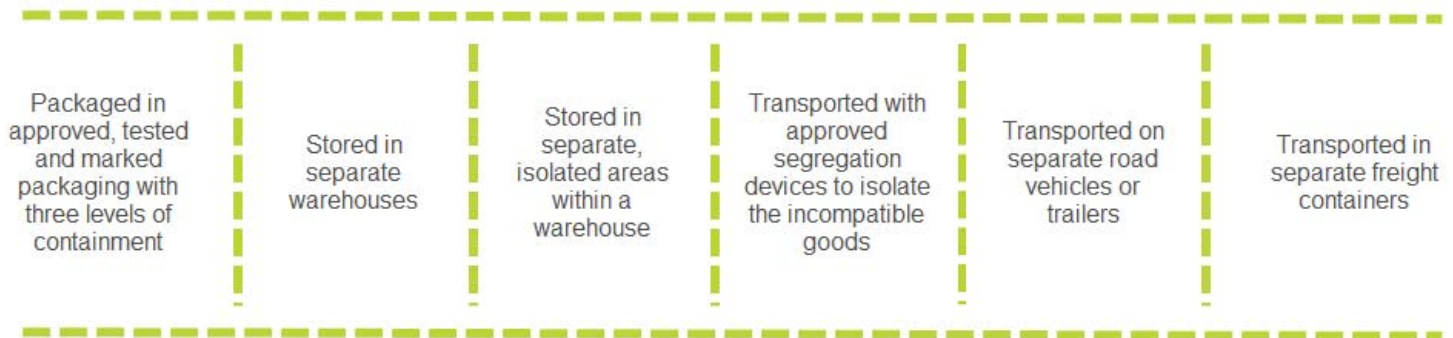 Packaged in
approved, tested
and marked
packaging with
three levels of
containment
Stored in
separate
warehouses
Stored in
separate,
isolated areas
within a
warehouse
Transported with
approved
segregation
devices to isolate
the incompatible
goods
Transported on
separate road
vehicles or
trailers
Transported in
separate freight
containers